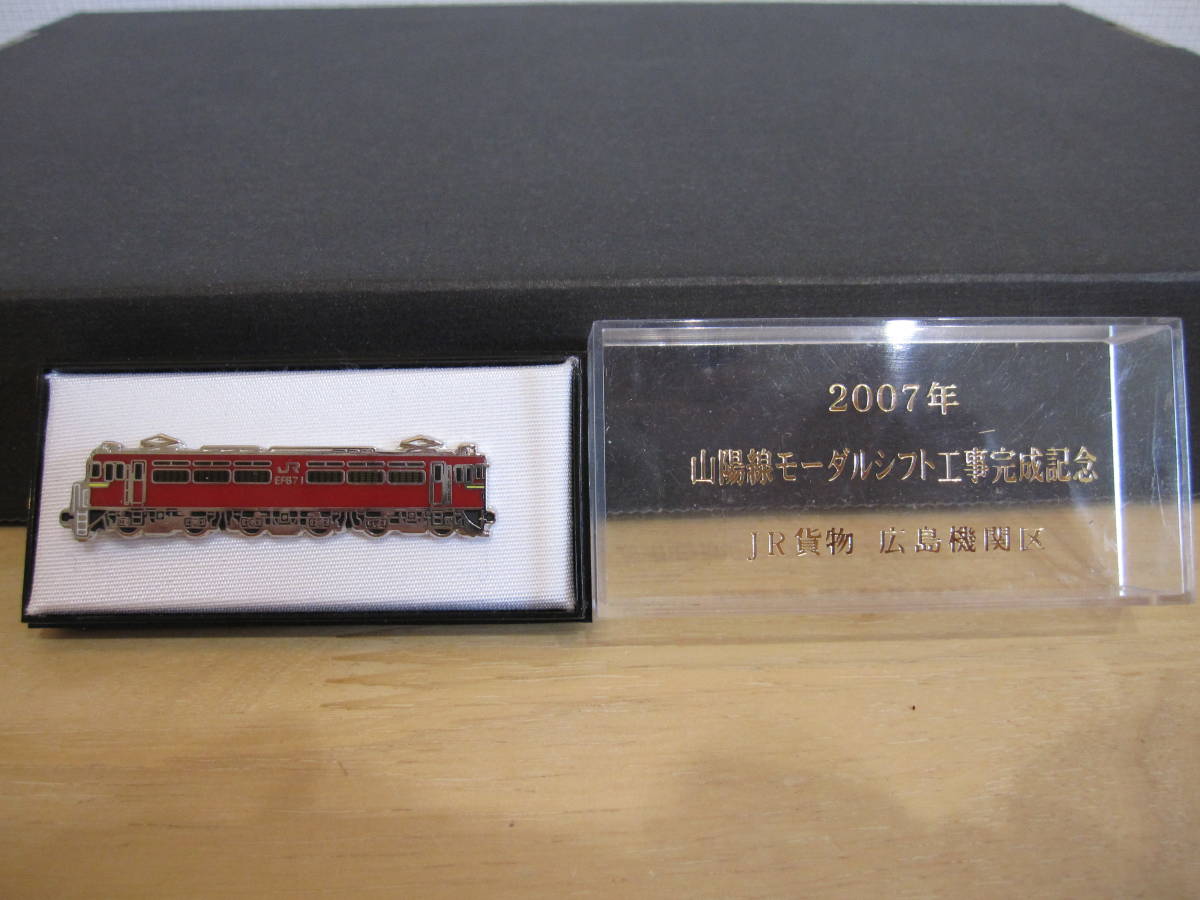 JR
EF67 1
2007年
山陽線モーダルシフト工事完成記念
JR貨物 広島機関区